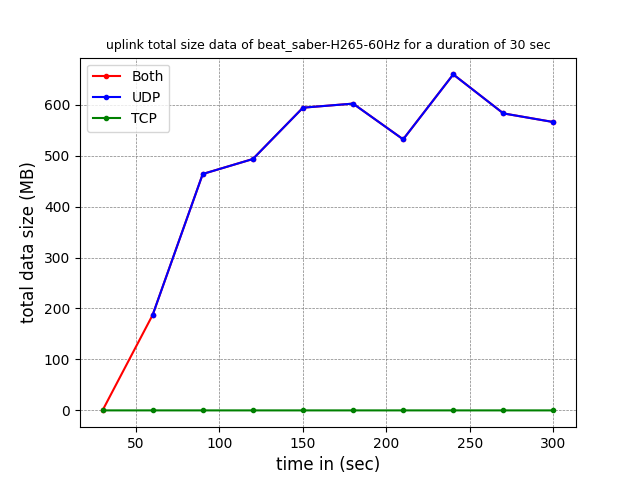 uplink total size data of beat_saber-H265-60Hz for a duration of 30 sec
Both
UDP
TCP
600
500
400
300
200
100
0
total data size (MB)
50 100 150 200 250 300
time in (sec)